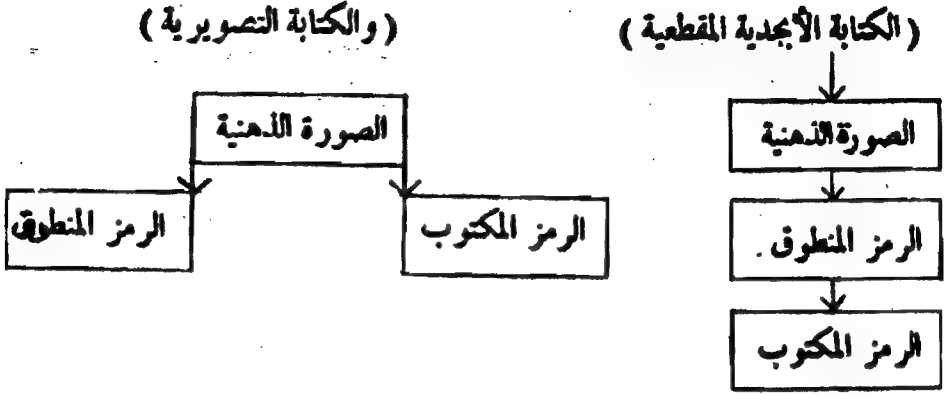 ( الكتابة الأبجدية المقطعية )
الصورة الذهنية
الرمز المنطوق .
الرمز المكتوب
( والكتابة التصويرية )
الصورة الذهنية
الرمز المكتوب
الرمز المنطوق